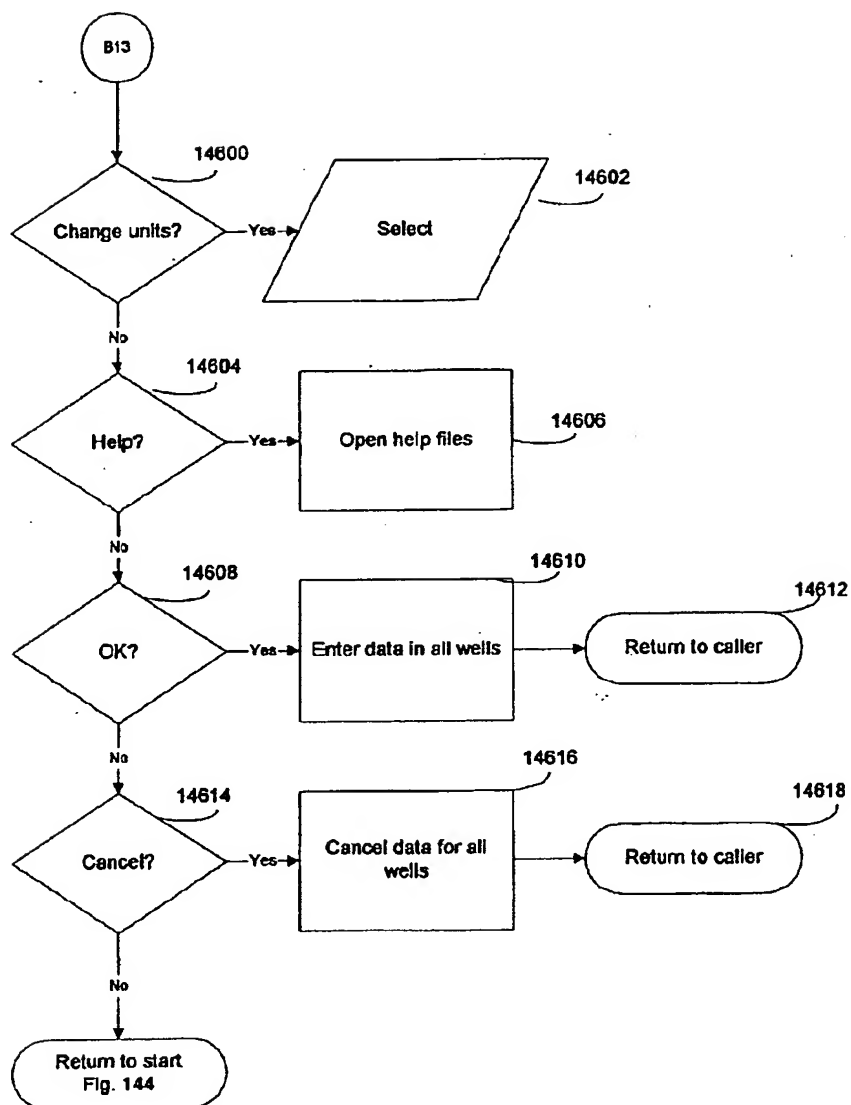 B13
14600
14602
Change units?
Yes
Select
No
14604
14606
Help?
Yes
Open help files
No
14608
14610
14612
OK?
Yes
Enter data in all wells
Return to caller
No
14614
14616
14618
Cancel?
Yes
Cancel data for all
wells
Return to caller
No
Return to start
Fig. 144